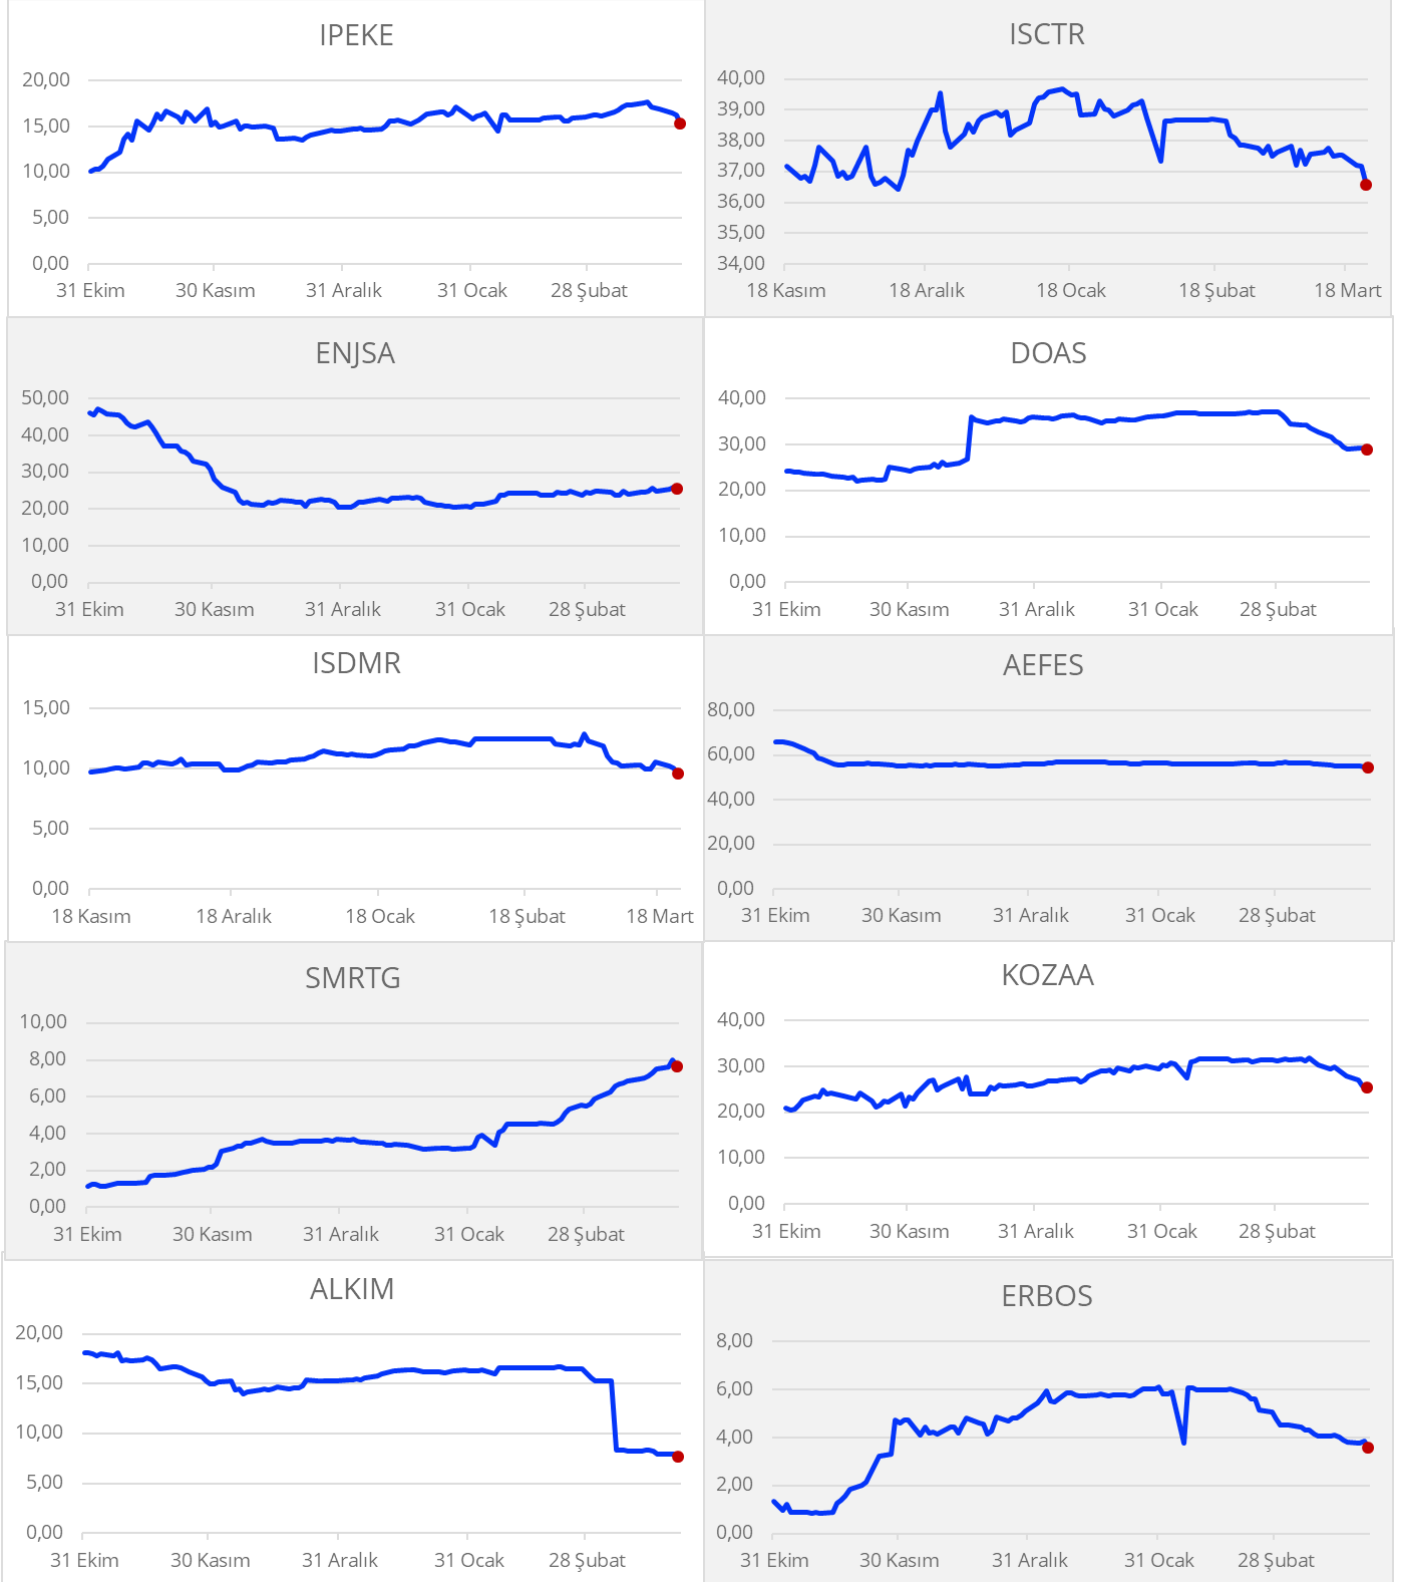 IPEKE
20,00
15,00
10,00
5,00
0,00
31 Ekim 30 Kasım 31 Aralık 31 Ocak 28 Şubat
ISCTR
40,00
39,00
38,00
37,00
36,00
35,00
34,00
18 Kasım 18 Aralık 18 Ocak 18 Şubat 18 Mart
ENJSA
50,00
40,00
30,00
20,00
10,00
0,00
31 Ekim 30 Kasım 31 Aralık 31 Ocak 28 Şubat
DOAS
40,00
30,00
20,00
10,00
0,00
31 Ekim 30 Kasım 31 Aralık 31 Ocak 28 Şubat
ISDMR
15,00
10,00
5,00
0,00
18 Kasım 18 Aralık 18 Ocak 18 Şubat 18 Mart
AEFES
80,00
60,00
40,00
20,00
0,00
31 Ekim 30 Kasım 31 Aralık 31 Ocak 28 Şubat
SMRTG
10,00
8,00
6,00
4,00
2,00
0,00
31 Ekim 30 Kasım 31 Aralık 31 Ocak 28 Şubat
KOZAA
40,00
30,00
20,00
10,00
0,00
31 Ekim 30 Kasım 31 Aralık 31 Ocak 28 Şubat
ALKIM
20,00
15,00
10,00
5,00
0,00
31 Ekim 30 Kasım 31 Aralık 31 Ocak 28 Şubat
ERBOS
8,00
6,00
4,00
2,00
0,00
31 Ekim 30 Kasım 31 Aralık 31 Ocak 28 Şubat